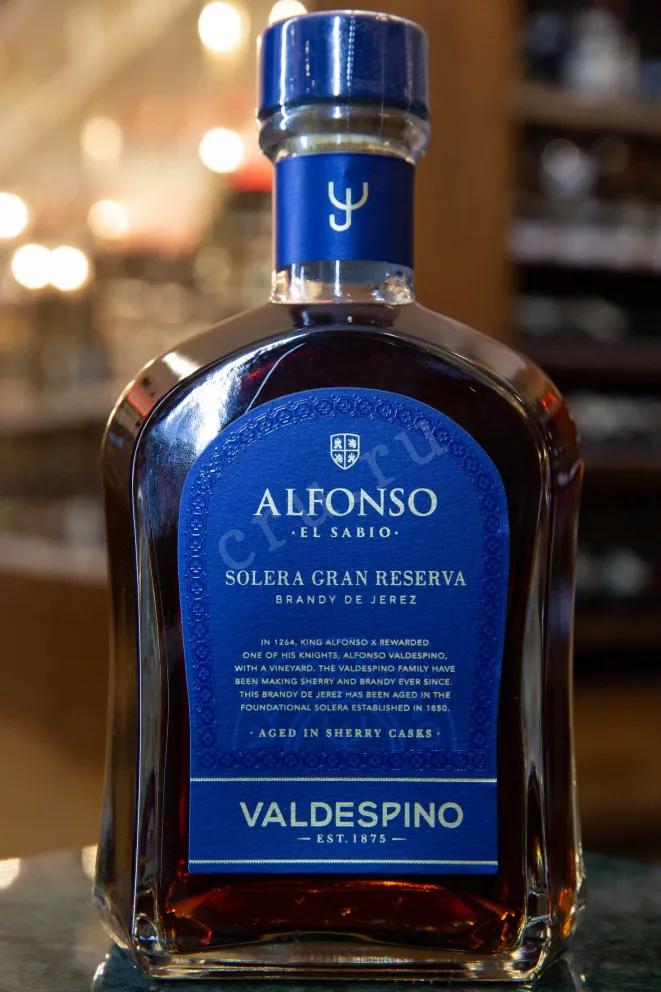 ALFONSO
·EL SABIO·
SOLERA GRAN RESERVA
BRANDY DE JEREZ
IN 1264, KING ALFONSO X REWARDED
ONE OF HIS KNIGHTS, ALFONSO VALDESPINO,
WITH A VINEYARD. THE VALDESPINO FAMILY HAVE
BEEN MAKING SHERRY AND BRANDY EVER SINCE.
THIS BRANDY DE JEREZ HAS BEEN AGED IN THE
FOUNDATIONAL SOLERA ESTABLISHED IN 1850.
· AGED IN SHERRY CASKS ·
VALDESPINO
— EST. 1875 —
cru.ru